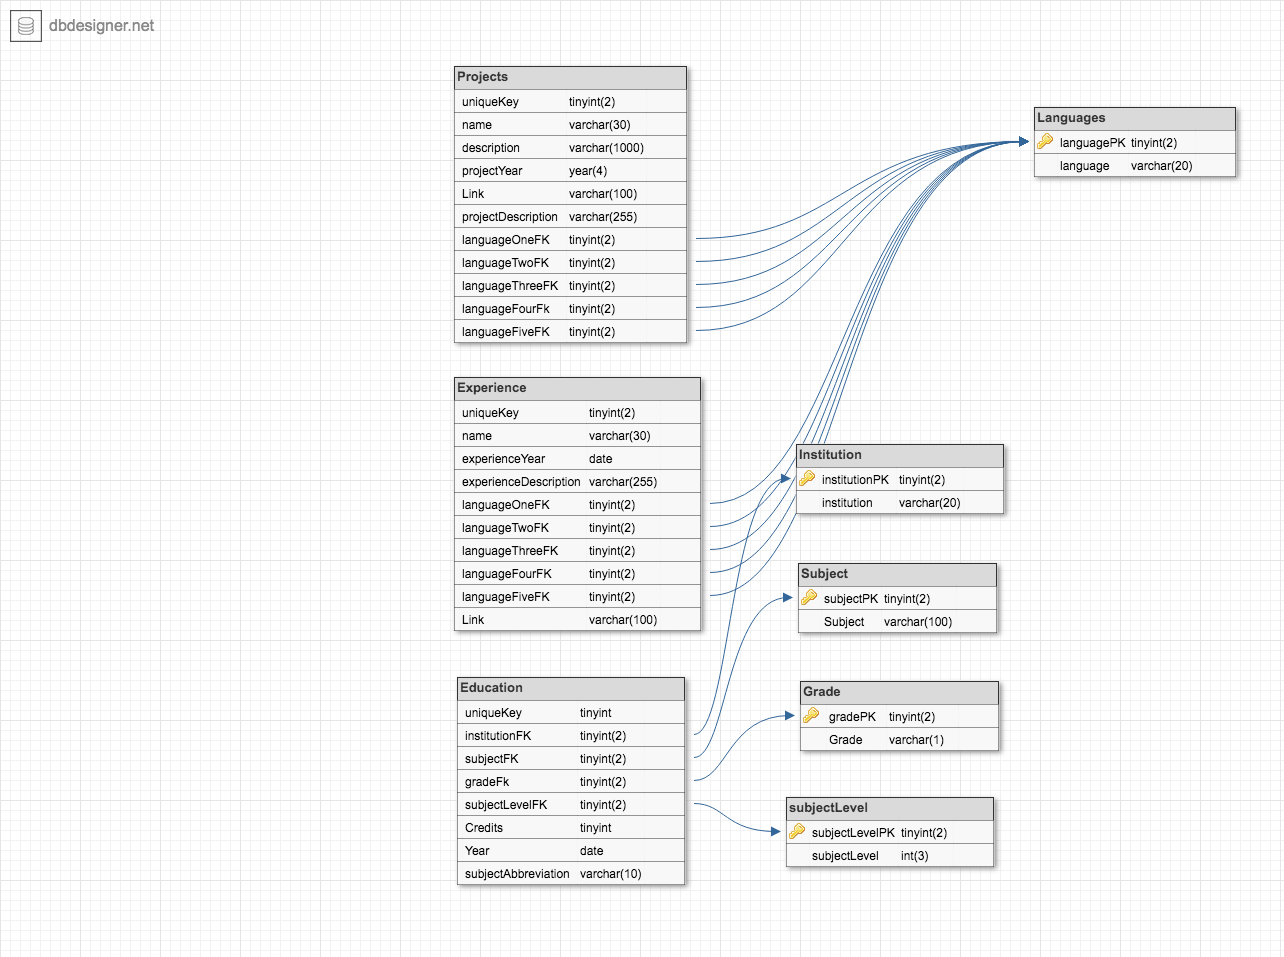 dbdesigner.net
Projects
uniqueKey tinyint(2)
name varchar(30)
description varchar(1000)
projectYear year(4)
Link varchar(100)
projectDescription varchar(255)
languageOneFK tinyint(2)
languageTwoFK tinyint(2)
languageThreeFK tinyint(2)
languageFourFk tinyint(2)
languageFiveFK tinyint(2)
Languages
languagePK tinyint(2)
language varchar(20)
Experience
uniqueKey tinyint(2)
name varchar(30)
experienceYear date
experienceDescription varchar(255)
languageOneFK tinyint(2)
languageTwoFK tinyint(2)
languageThreeFK tinyint(2)
languageFourFK tinyint(2)
languageFiveFK tinyint(2)
Link varchar(100)
Institution
institutionPK tinyint(2)
institution varchar(20)
Subject
subjectPK tinyint(2)
Subject varchar(100)
Education
uniqueKey tinyint
institutionFK tinyint(2)
subjectFK tinyint(2)
gradeFk tinyint(2)
subjectLevelFK tinyint(2)
Credits tinyint
Year date
subjectAbbreviation varchar(10)
Grade
gradePK tinyint(2)
Grade varchar(1)
subjectLevel
subjectLevelPK tinyint(2)
subjectLevel int(3)